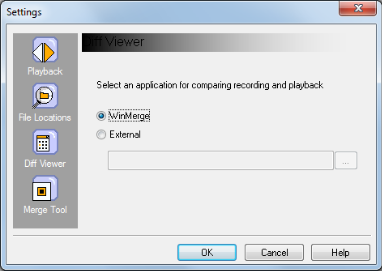 Settings
Playback
File Locations
Diff Viewer
Merge Tool
Diff Viewer
Select an application for comparing recording and playback
WinMerge
External
...
OK
Cancel
Help